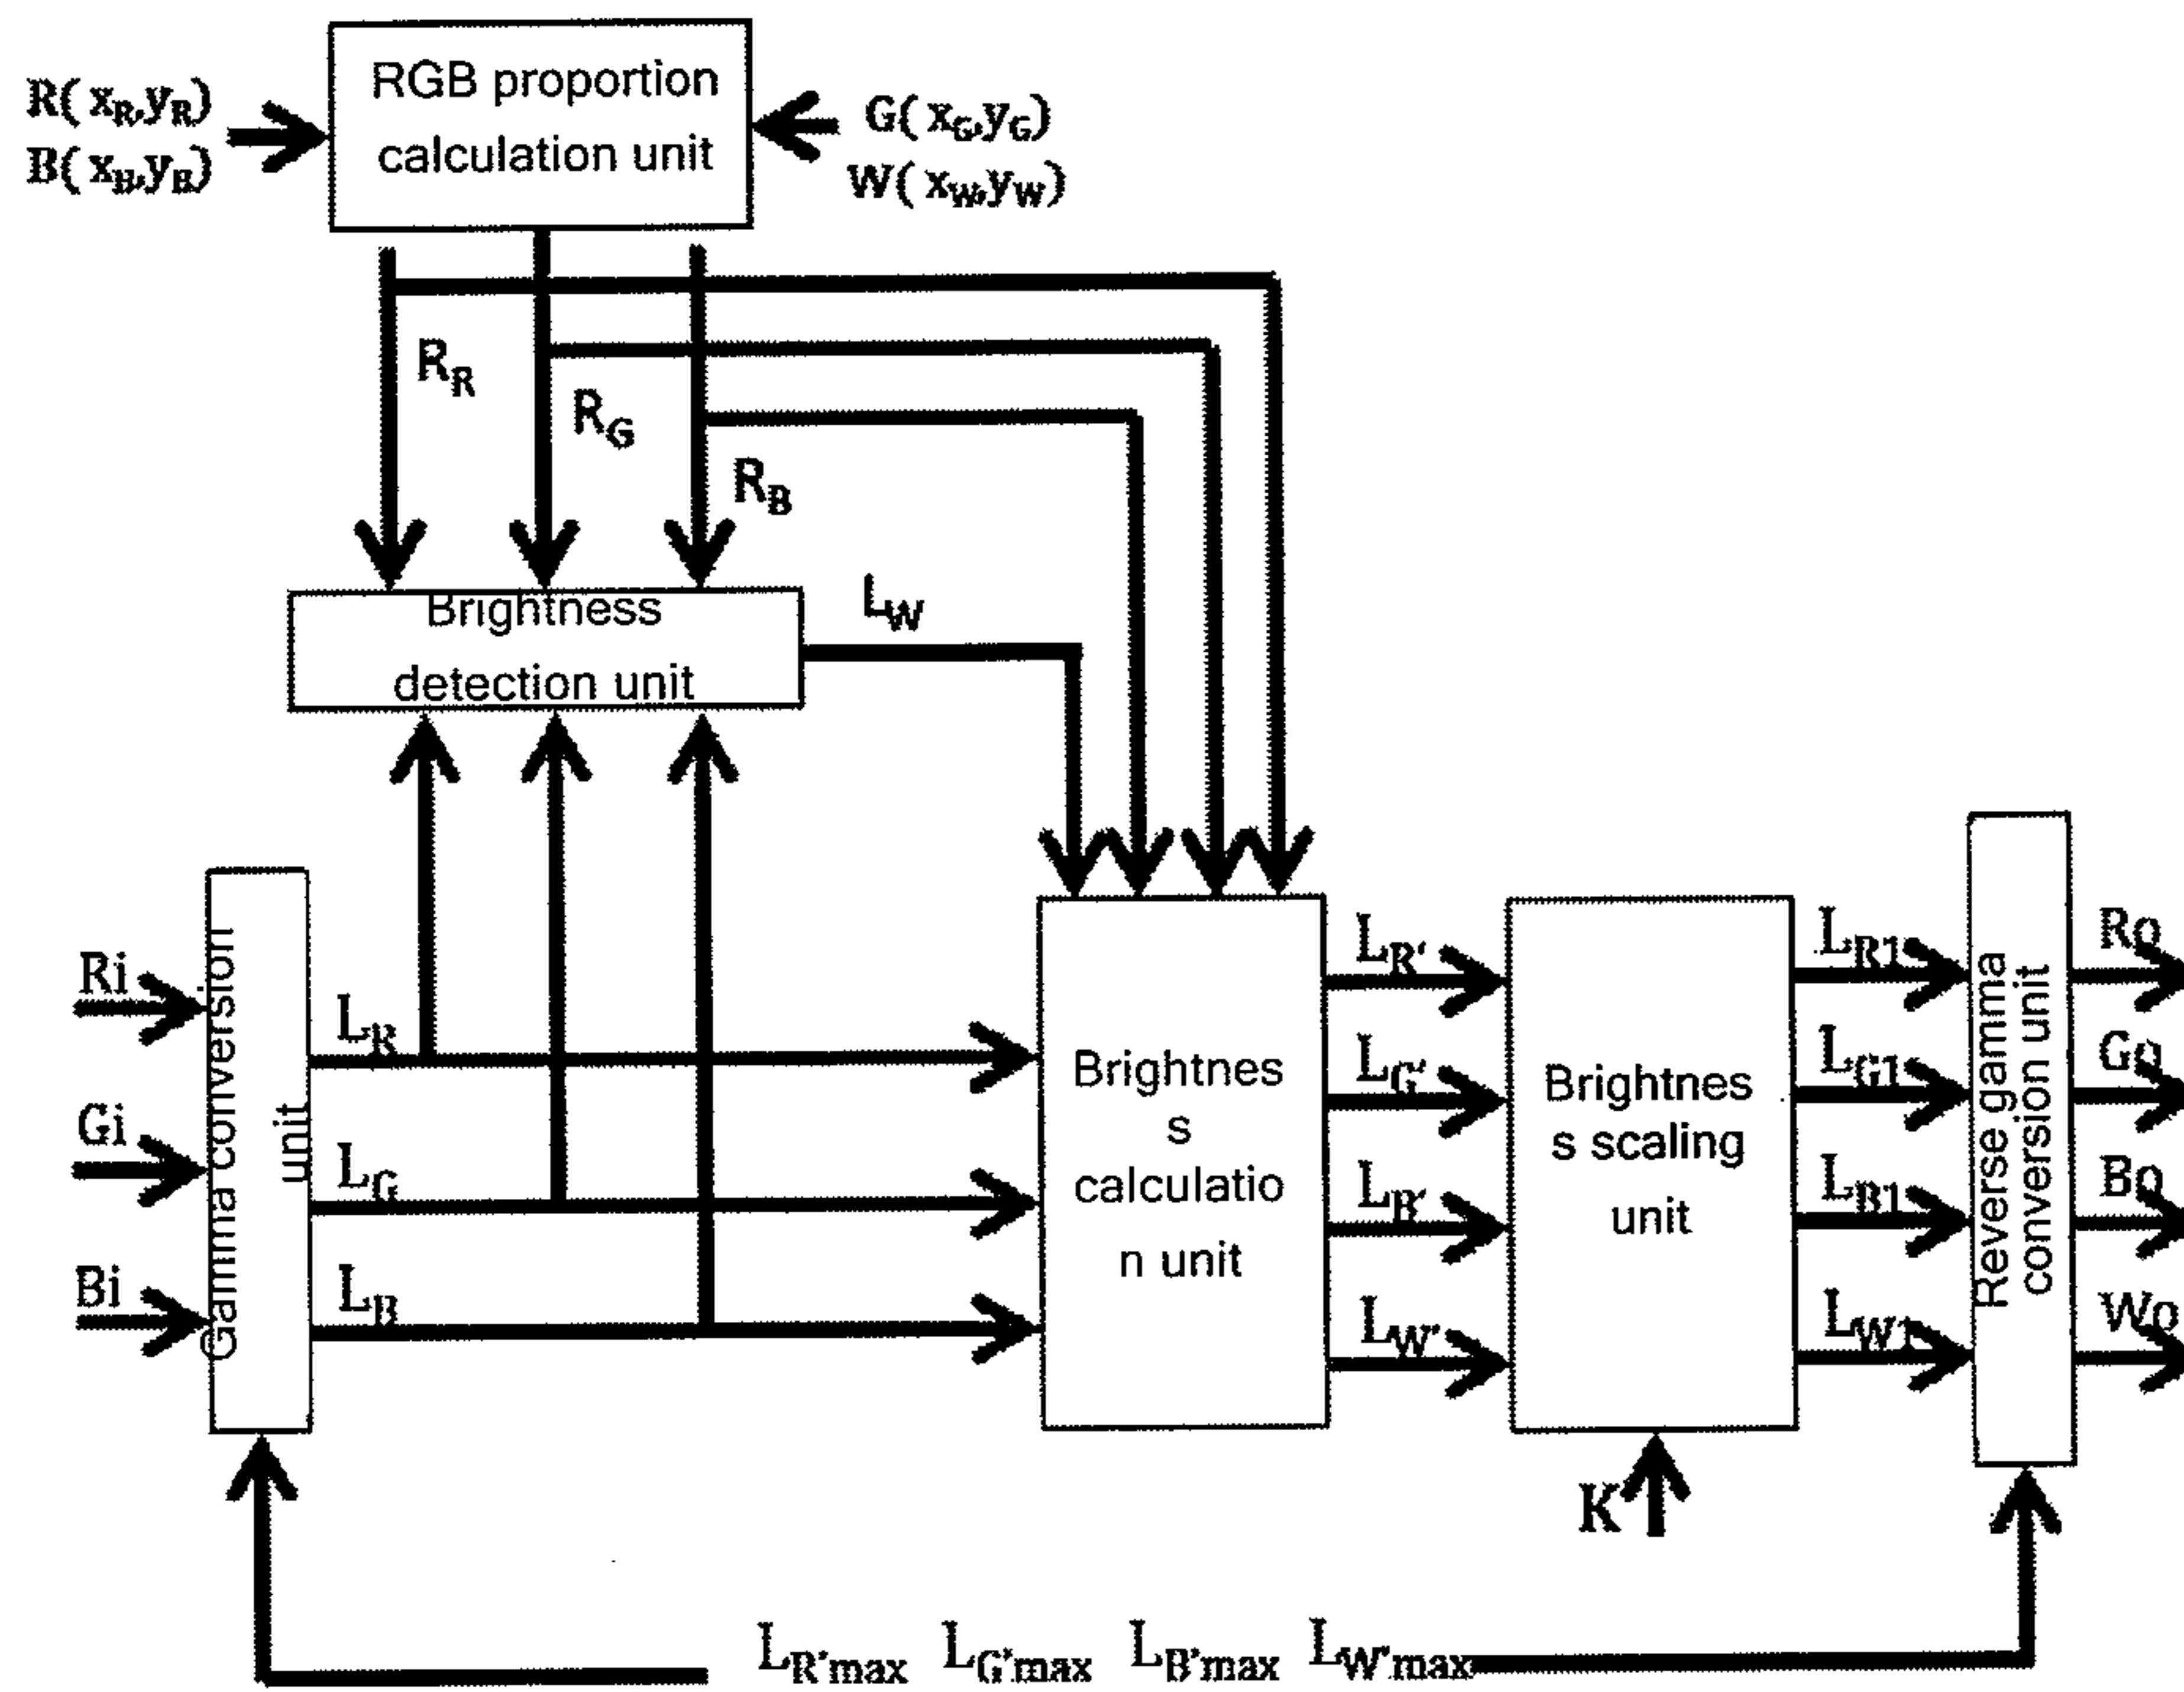 RGB proportion
calculation unit
R( xR,yR)
B( xB,yB)
G( xG,yG)
W( xW,yW)
RR
RG
RB
Brightness
detection unit
LW
Ri
Gi
Bi
Gamma conversion
unit
LR
LG
LB
Brightnes
s
calculatio
n unit
LR'
LG'
LB'
LW'
Brightnes
s scaling
unit
K
LR1
LG1
LB1
LW1
Reverse gamma
conversion unit
Ro
Go
Bo
Wo
LR'max LG'max LB'max LW'max